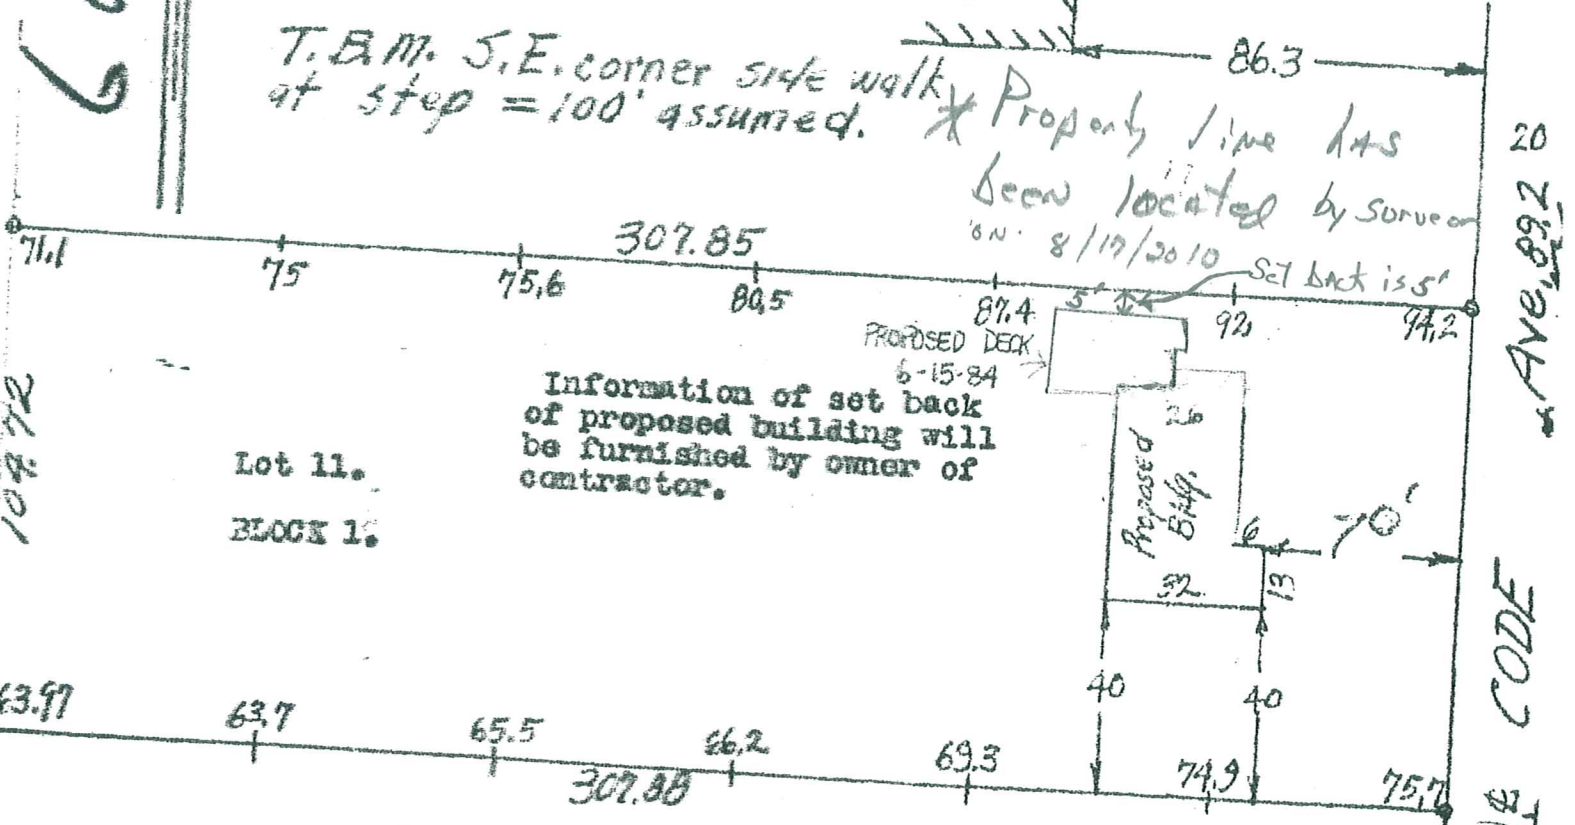 T.B.M. S.E. corner side walk
at step = 100' assumed.
86.3
* Property line has
been located by surveor
"ON" 8/17/2010
Set back is 5'
20
Ave. 89.2
307.85
71.1
75
75.6
80.5
87.4
5'
92
94.2
PROPOSED DECK
6-15-84
Information of set back
of proposed building will
be furnished by owner of
contractor.
Lot 11.
BLOCK 1.
104.72
26
Proposed
Bldg.
6
70'
13
32
40
40
CODE
63.97
63.7
65.5
66.2
69.3
74.9
75.7
307.88